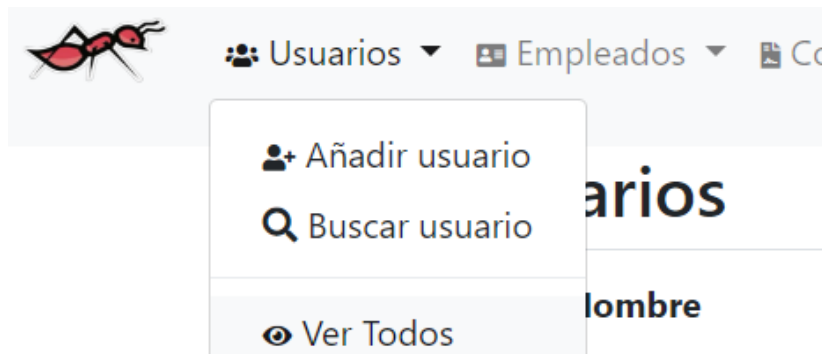 Usuarios Empleados
Añadir usuario
Buscar usuario
Ver Todos